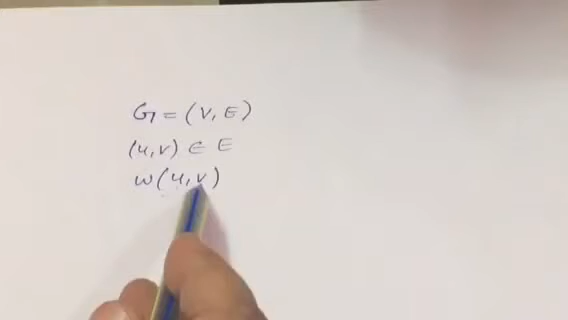 G = (V, E)
(u, v) ∈ E
w(u, v)